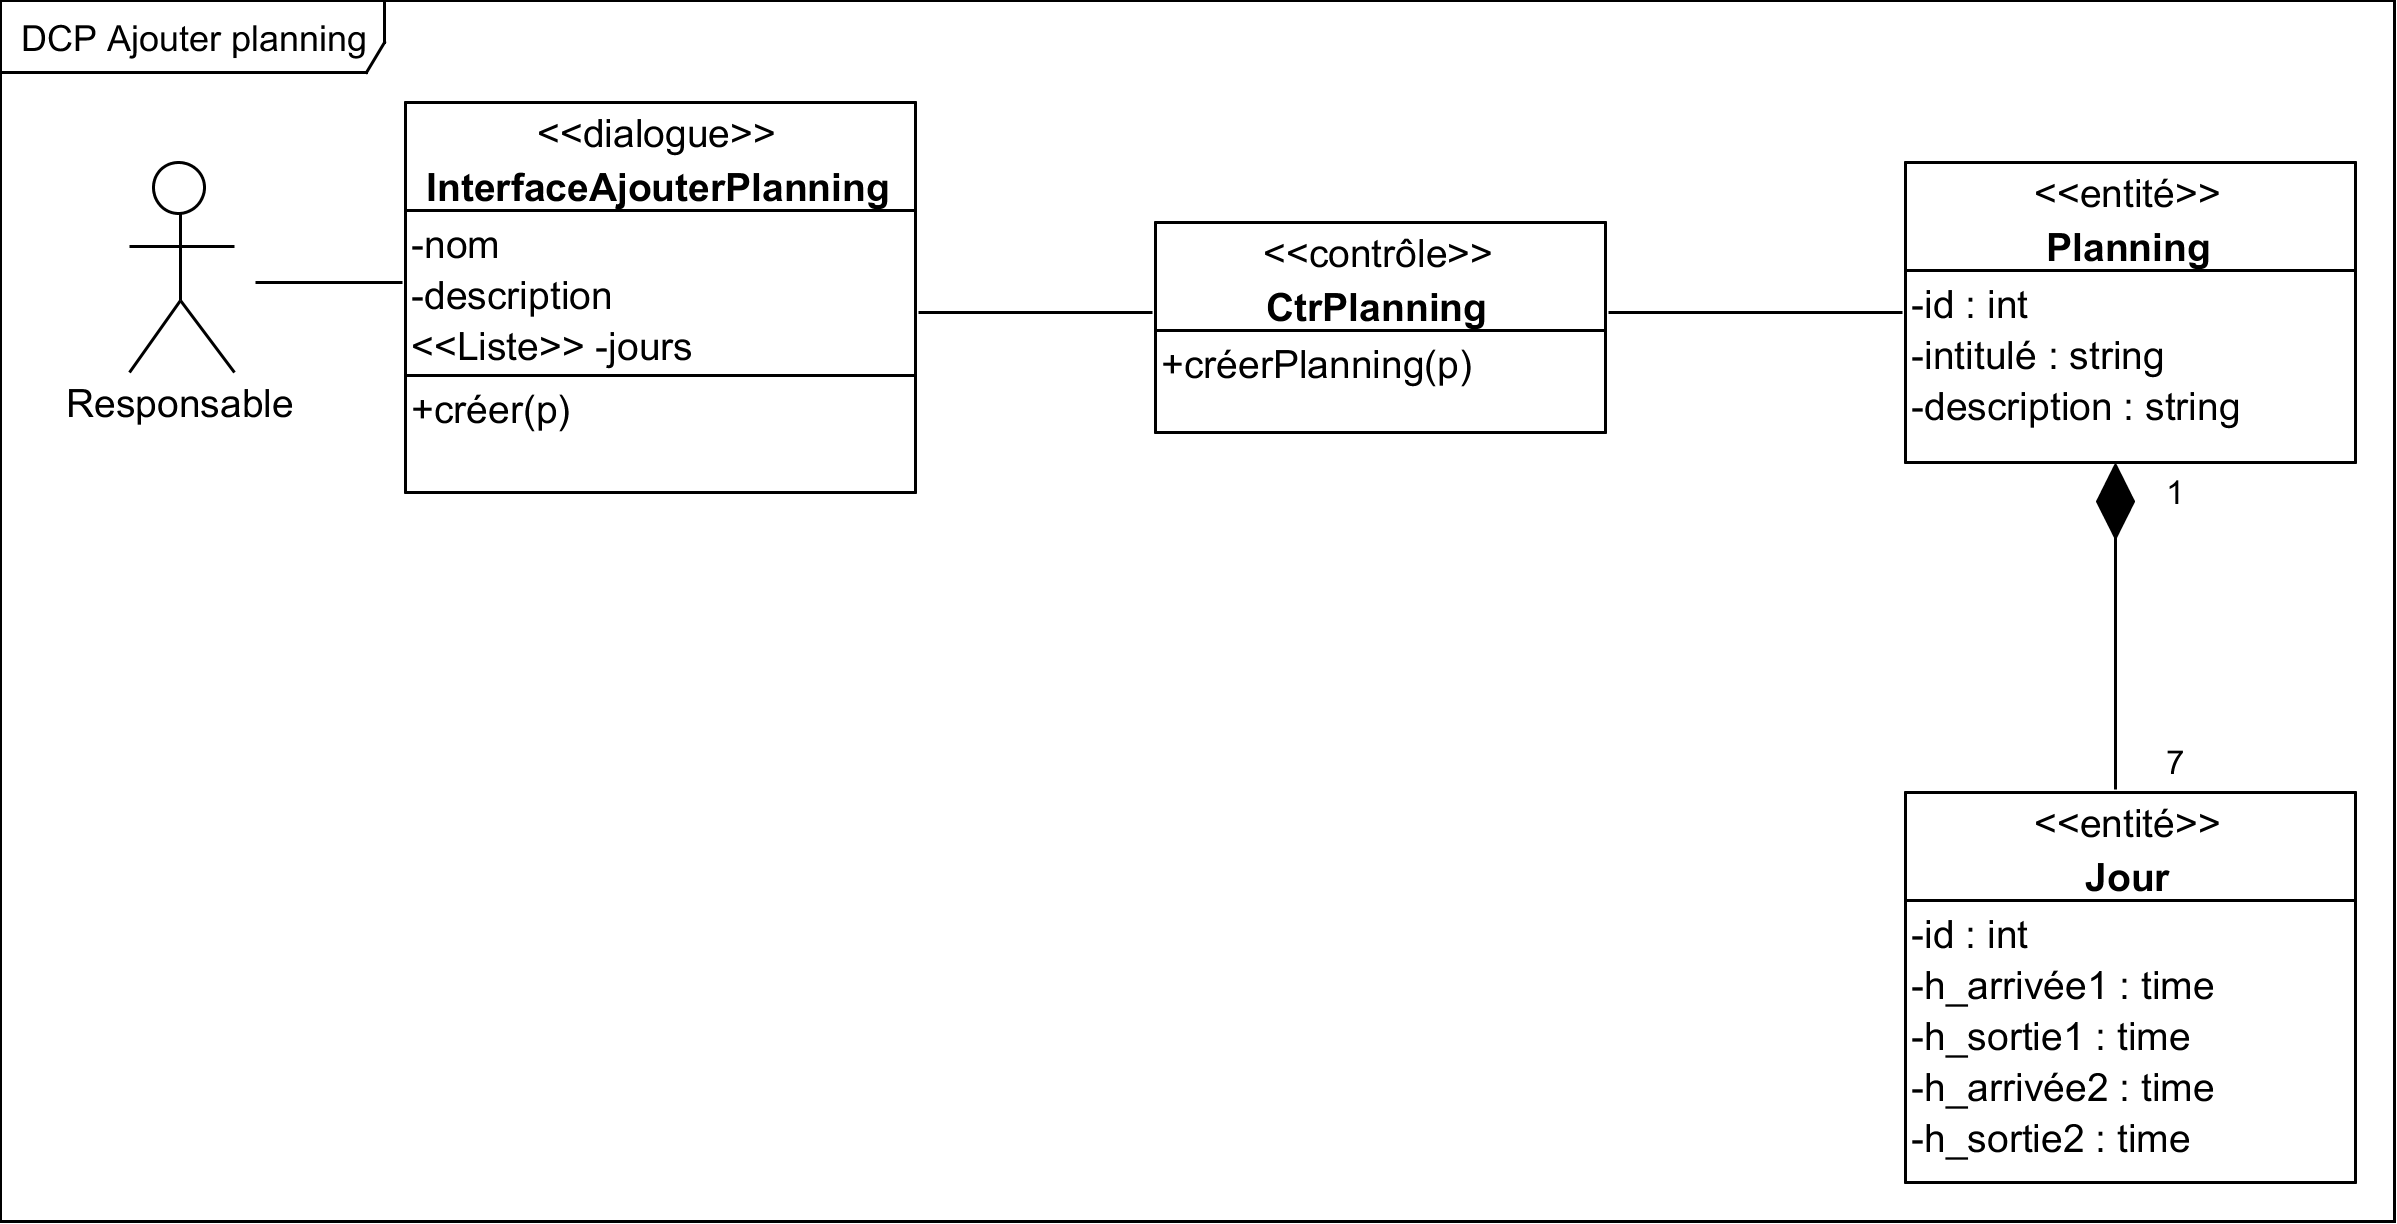 DCP Ajouter planning
Responsable
<<dialogue>>
InterfaceAjouterPlanning
-nom
-description
<<Liste>> -jours
+créer(p)
<<contrôle>>
CtrPlanning
+créerPlanning(p)
<<entité>>
Planning
-id : int
-intitulé : string
-description : string
1
7
<<entité>>
Jour
-id : int
-h_arrivée1 : time
-h_sortie1 : time
-h_arrivée2 : time
-h_sortie2 : time